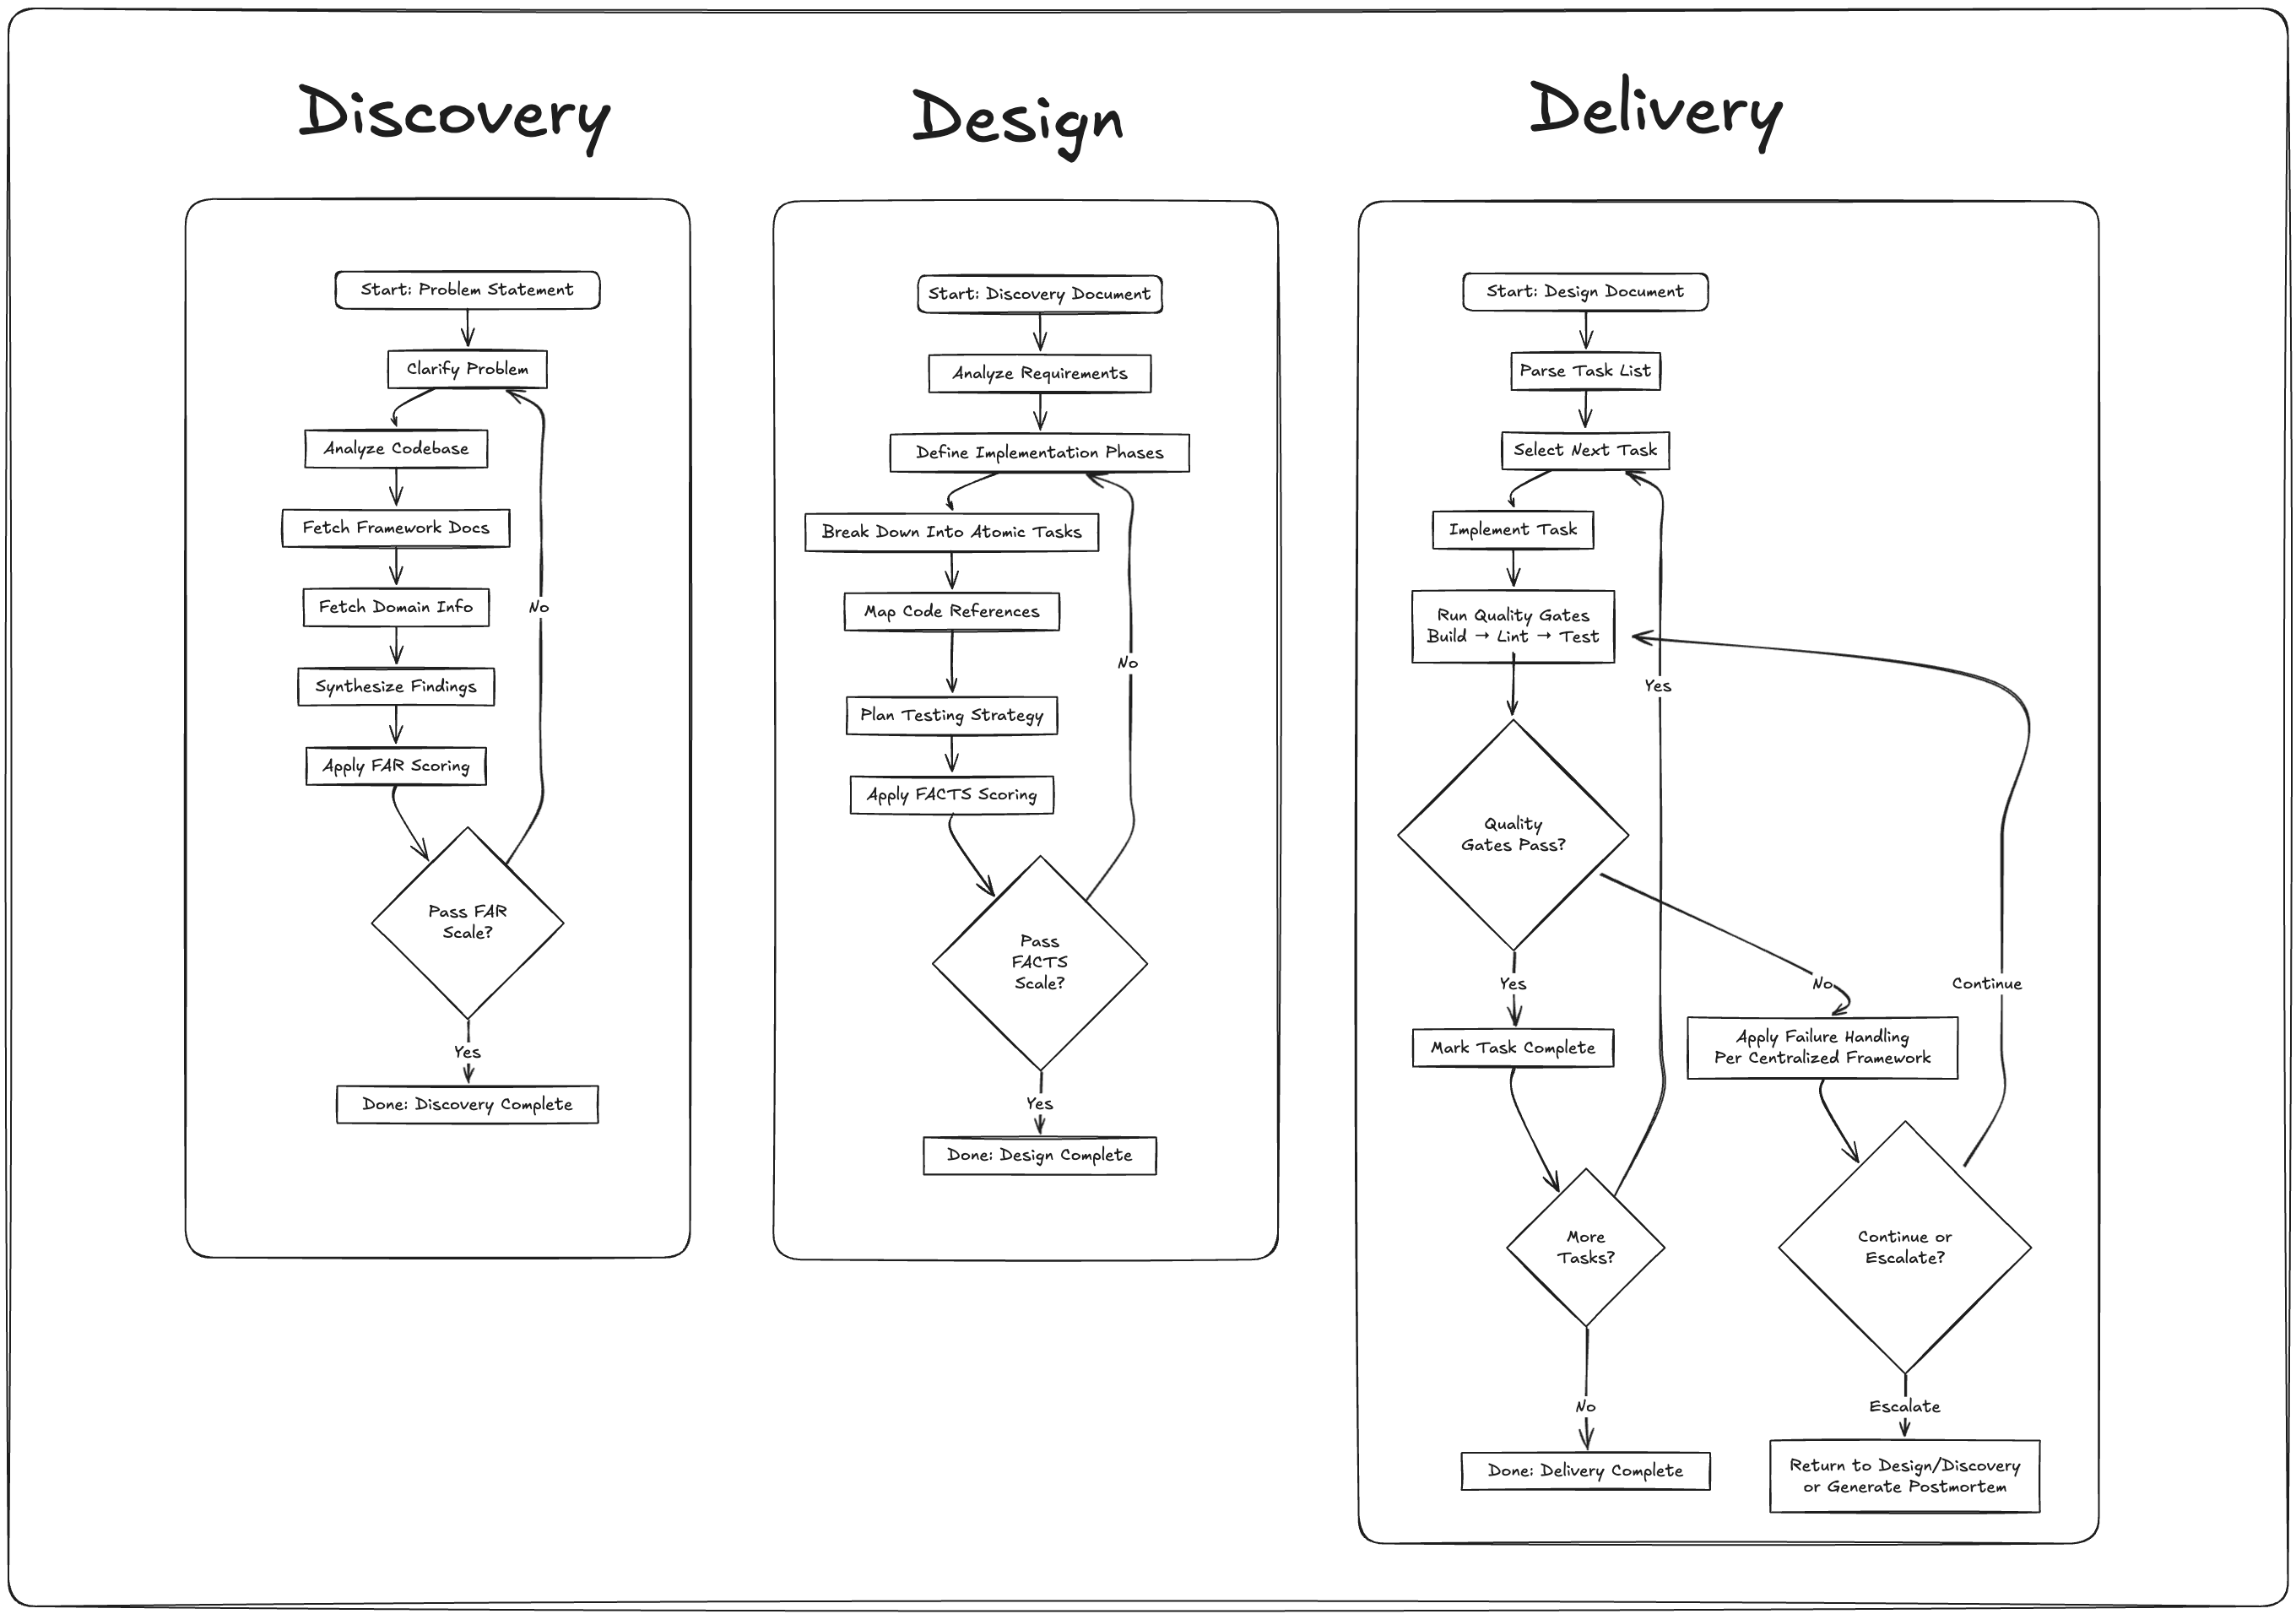 Discovery
Start: Problem Statement
Clarify Problem
Analyze Codebase
Fetch Framework Docs
Fetch Domain Info
No
Synthesize Findings
Apply FAR Scoring
Pass FAR
Scale?
Yes
Done: Discovery Complete
Design
Start: Discovery Document
Analyze Requirements
Define Implementation Phases
Break Down Into Atomic Tasks
Map Code References
No
Plan Testing Strategy
Apply FACTS Scoring
Pass
FACTS
Scale?
Yes
Done: Design Complete
Delivery
Start: Design Document
Parse Task List
Select Next Task
Implement Task
Run Quality Gates
Build → Lint → Test
Yes
Quality
Gates Pass?
Yes
No
Continue
Mark Task Complete
Apply Failure Handling
Per Centralized Framework
More
Tasks?
Continue or
Escalate?
No
Escalate
Done: Delivery Complete
Return to Design/Discovery
or Generate Postmortem